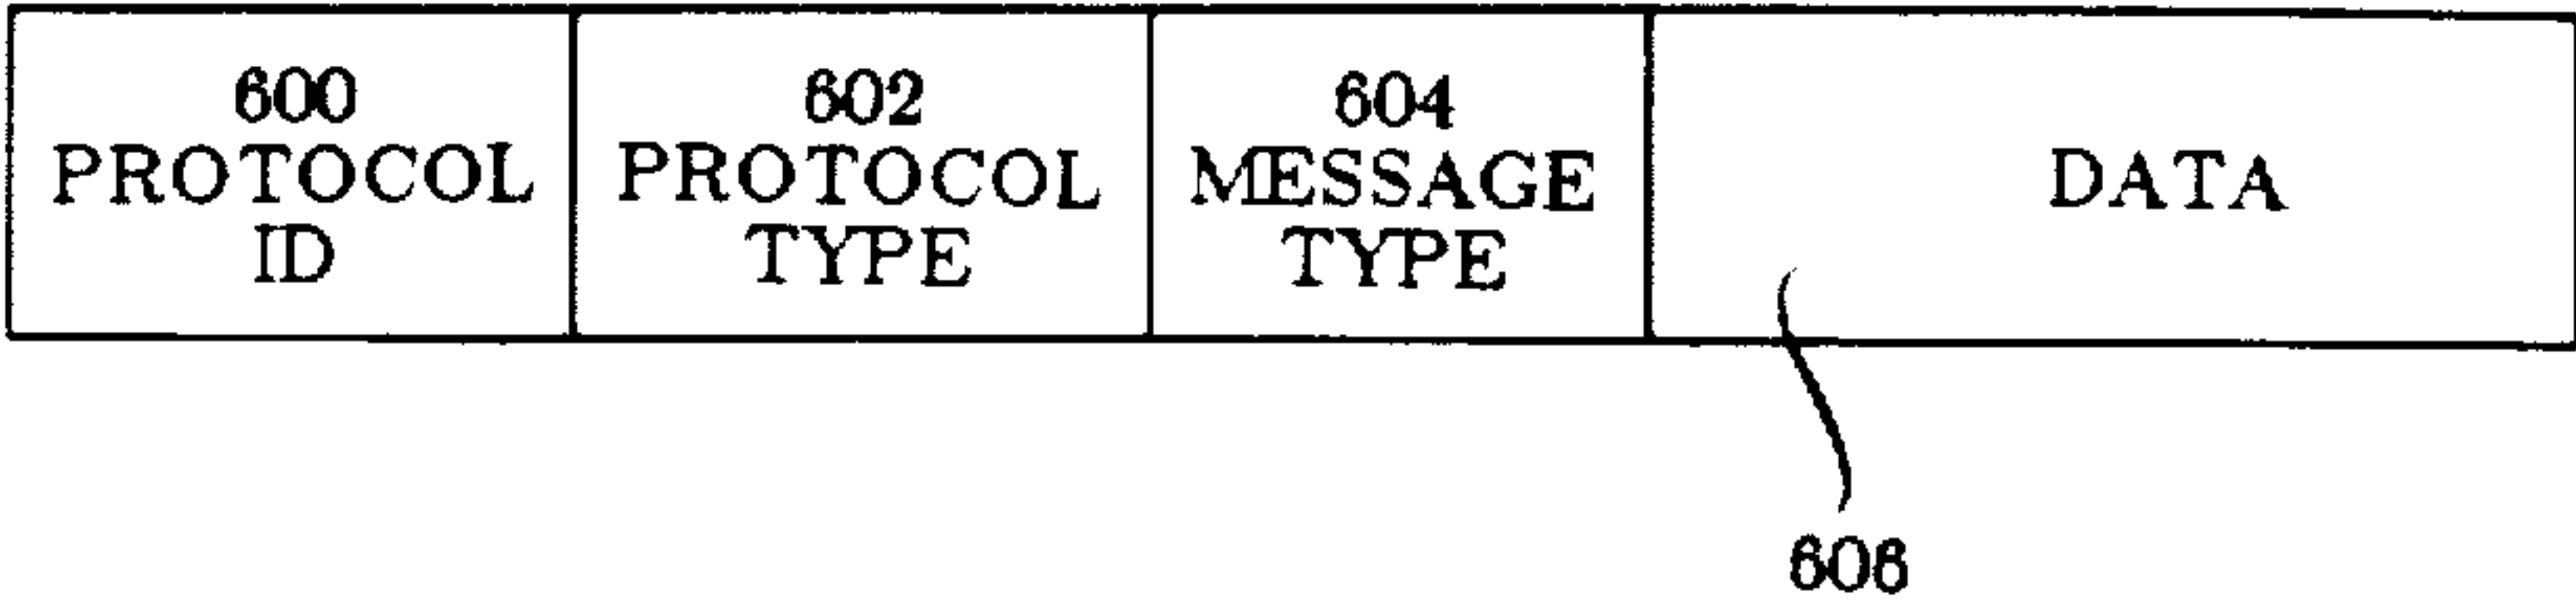 600
PROTOCOL
ID
602
PROTOCOL
TYPE
604
MESSAGE
TYPE
DATA
606